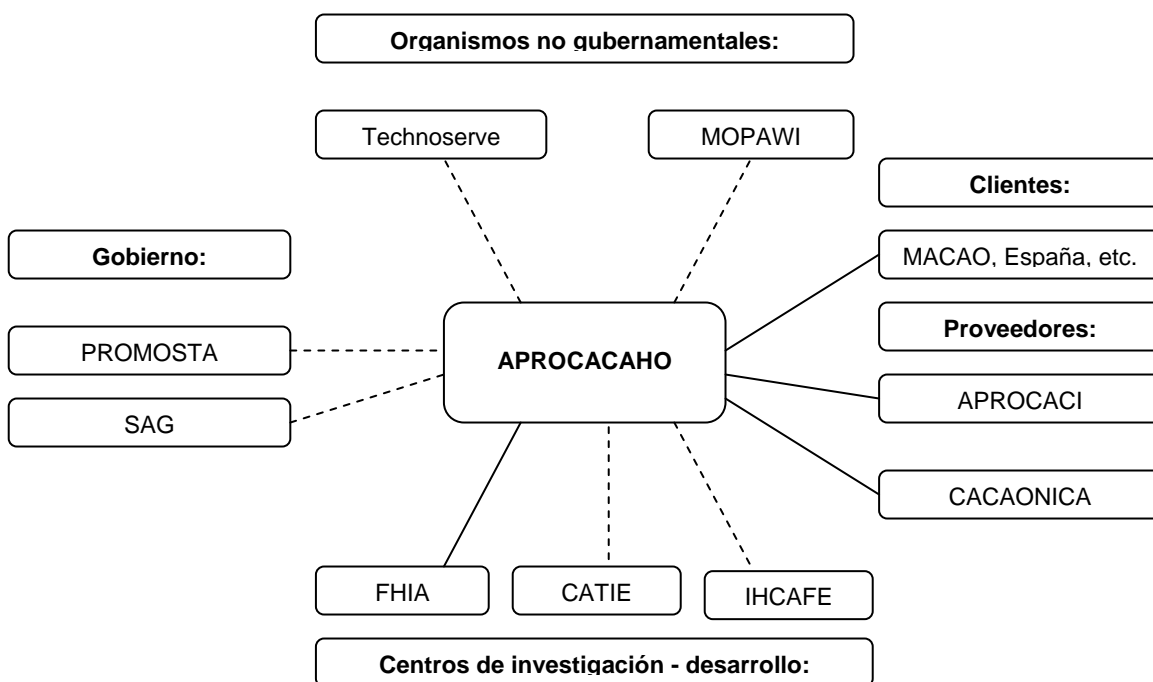 Organismos no gubernamentales:
Technoserve
MOPAWI
Clientes:
Gobierno:
MACAO, España, etc.
Proveedores:
PROMOSTA
APROCACAHO
APROCACI
SAG
CACAONICA
FHIA
CATIE
IHCAFE
Centros de investigación - desarrollo: